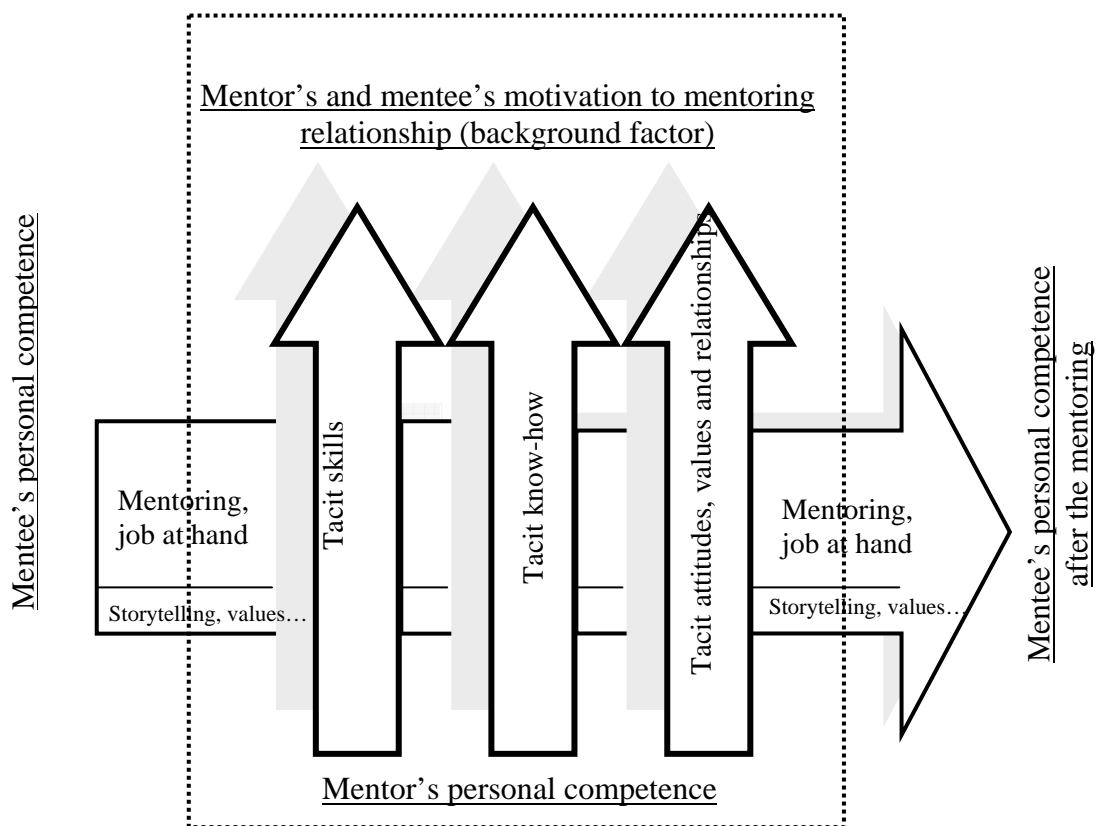 Mentor’s and mentee’s motivation to mentoring
relationship (background factor)
Mentee’s personal competence
Mentoring,
job at hand
Storytelling, values…
Tacit skills
Tacit know-how
Tacit attitudes, values and relationships
Mentoring,
job at hand
Storytelling, values…
Mentee’s personal competence
after the mentoring
Mentor’s personal competence